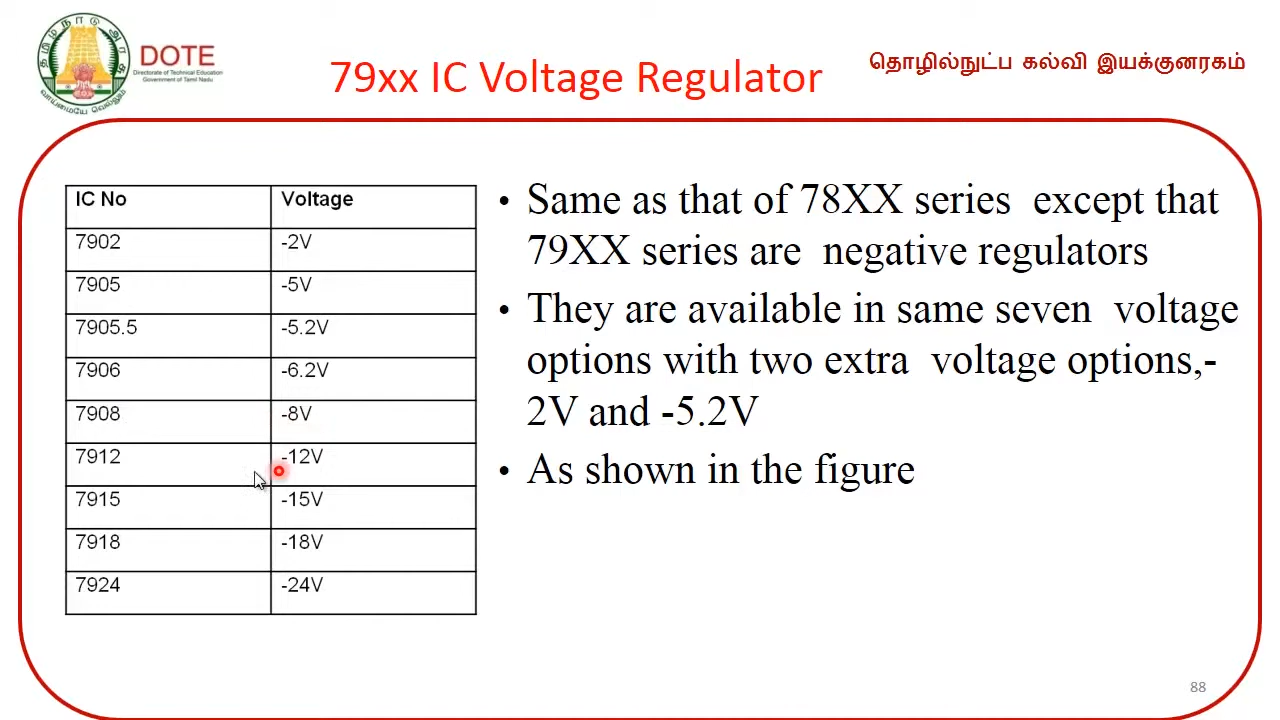 தமிழ்நாடு அரசு
வாய்மையே வெல்லும்
DOTE
Directorate of Technical Education
Government of Tamil Nadu
79xx IC Voltage Regulator
தொழில்நுட்ப கல்வி இயக்குனரகம்
IC No Voltage
7902 -2V
7905 -5V
7905.5 -5.2V
7906 -6.2V
7908 -8V
7912 -12V
7915 -15V
7918 -18V
7924 -24V
• Same as that of 78XX series except that
79XX series are negative regulators
• They are available in same seven voltage
options with two extra voltage options,-
2V and -5.2V
• As shown in the figure
88